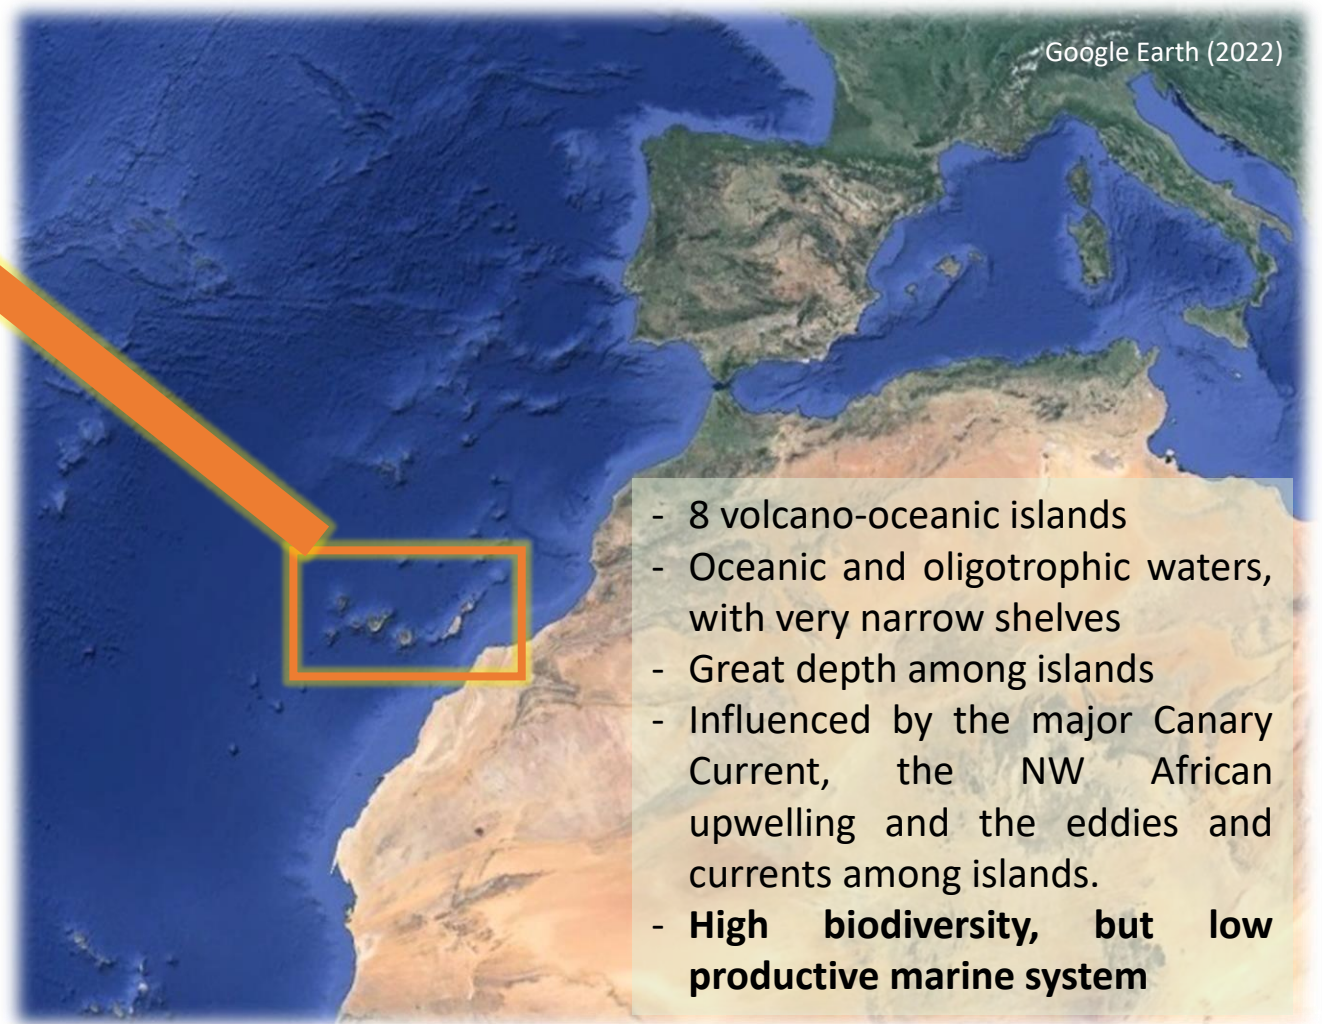 Google Earth (2022)
- 8 volcano-oceanic islands
- Oceanic and oligotrophic waters,
with very narrow shelves
- Great depth among islands
- Influenced by the major Canary
Current, the NW African
upwelling and the eddies and
currents among islands.
- High biodiversity, but low
productive marine system